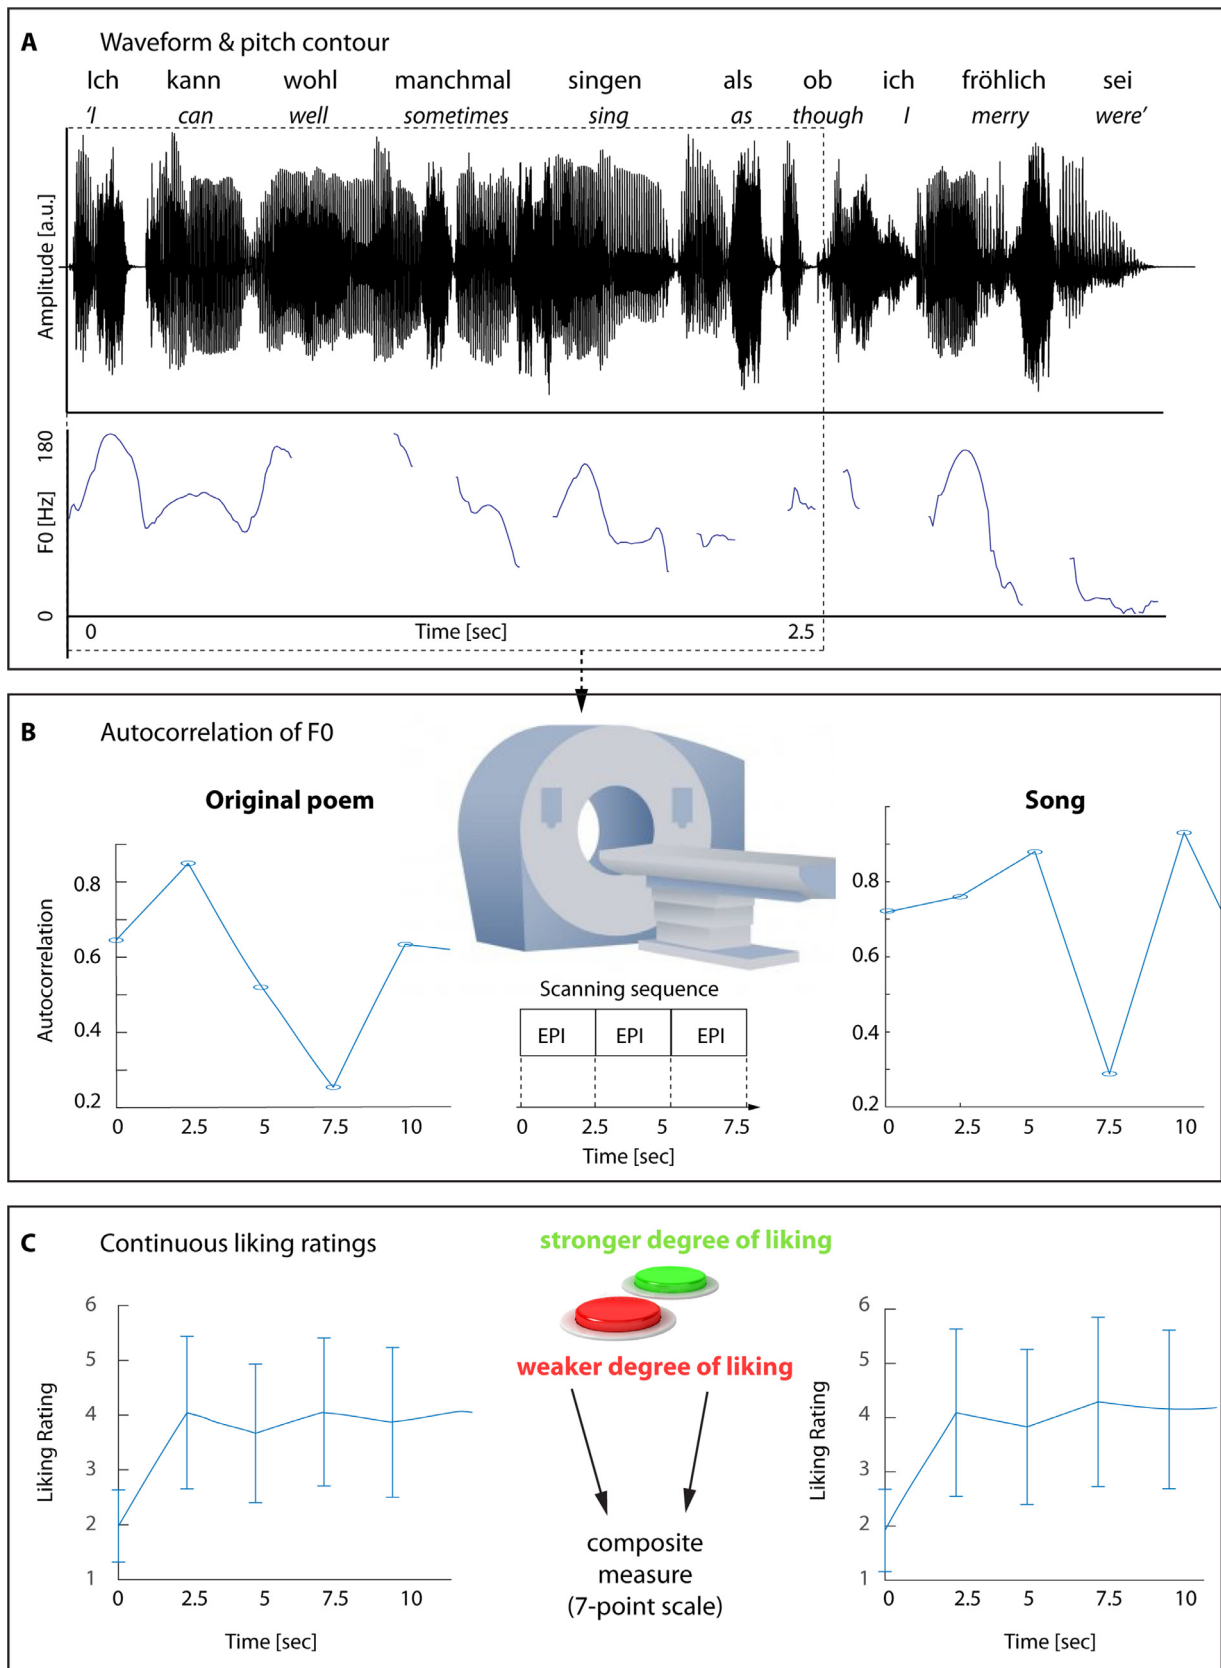 A Waveform & pitch contour
Ich kann wohl manchmal singen als ob ich fröhlich sei
‘I can well sometimes sing as though I merry were’
Amplitude [a.u.]
180
F0 [Hz]
0
0 Time [sec] 2.5
B Autocorrelation of F0
Original poem
Autocorrelation
0.8
0.6
0.4
0.2
0 2.5 5 7.5 10
Scanning sequence
EPI EPI EPI
0 2.5 5 7.5
Time [sec]
Song
0.8
0.6
0.4
0.2
0 2.5 5 7.5 10
C Continuous liking ratings
Liking Rating
6
5
4
3
2
1
0 2.5 5 7.5 10
Time [sec]
stronger degree of liking
weaker degree of liking
composite
measure
(7-point scale)
Liking Rating
6
5
4
3
2
1
0 2.5 5 7.5 10
Time [sec]